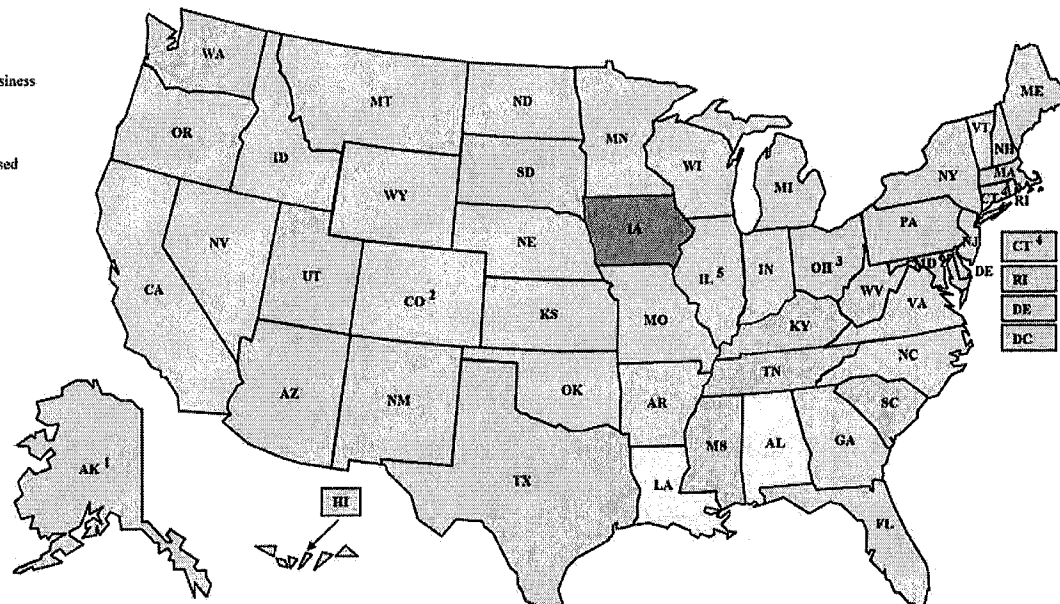 WA
siness
MT
ND
ME
MN
VT
OR
NH
ID
WI
MA
sed
SD
NY
MI
RI
WY
PA
IA
NE
NV
NJ
CT 4
OH 3
MD
IN
DE
UT
IL 5
RI
CA
CO 2
WV
VA
KS
DE
MO
KY
DC
NC
TN
AZ
OK
NM
AR
SC
MS
AL
GA
AK 1
TX
LA
HI
FL